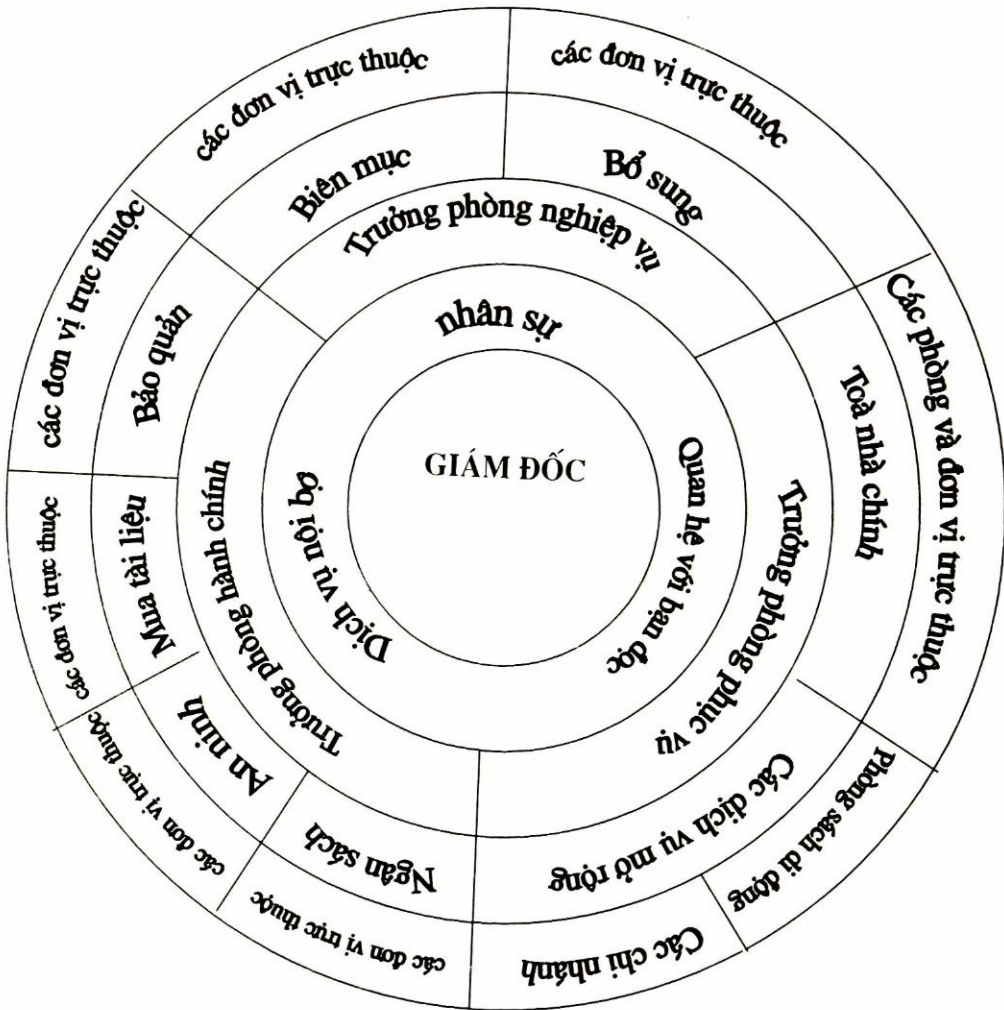 các đơn vị trực thuộc
các đơn vị trực thuộc
Biên mục
Bổ sung
Trưởng phòng nghiệp vụ
nhân sự
các đơn vị trực thuộc
Bảo quản
Các phòng và đơn vị trực thuộc
Toà nhà chính
GIÁM ĐỐC
Quan hệ với bạn đọc
Dịch vụ nội bộ
Trưởng phòng hành chính
Trưởng phòng phục vụ
Mua tài liệu
các đơn vị trực thuộc
An ninh
các đơn vị trực thuộc
Ngân sách
các đơn vị trực thuộc
Các dịch vụ mở rộng
Phòng sách di động
Các chi nhánh